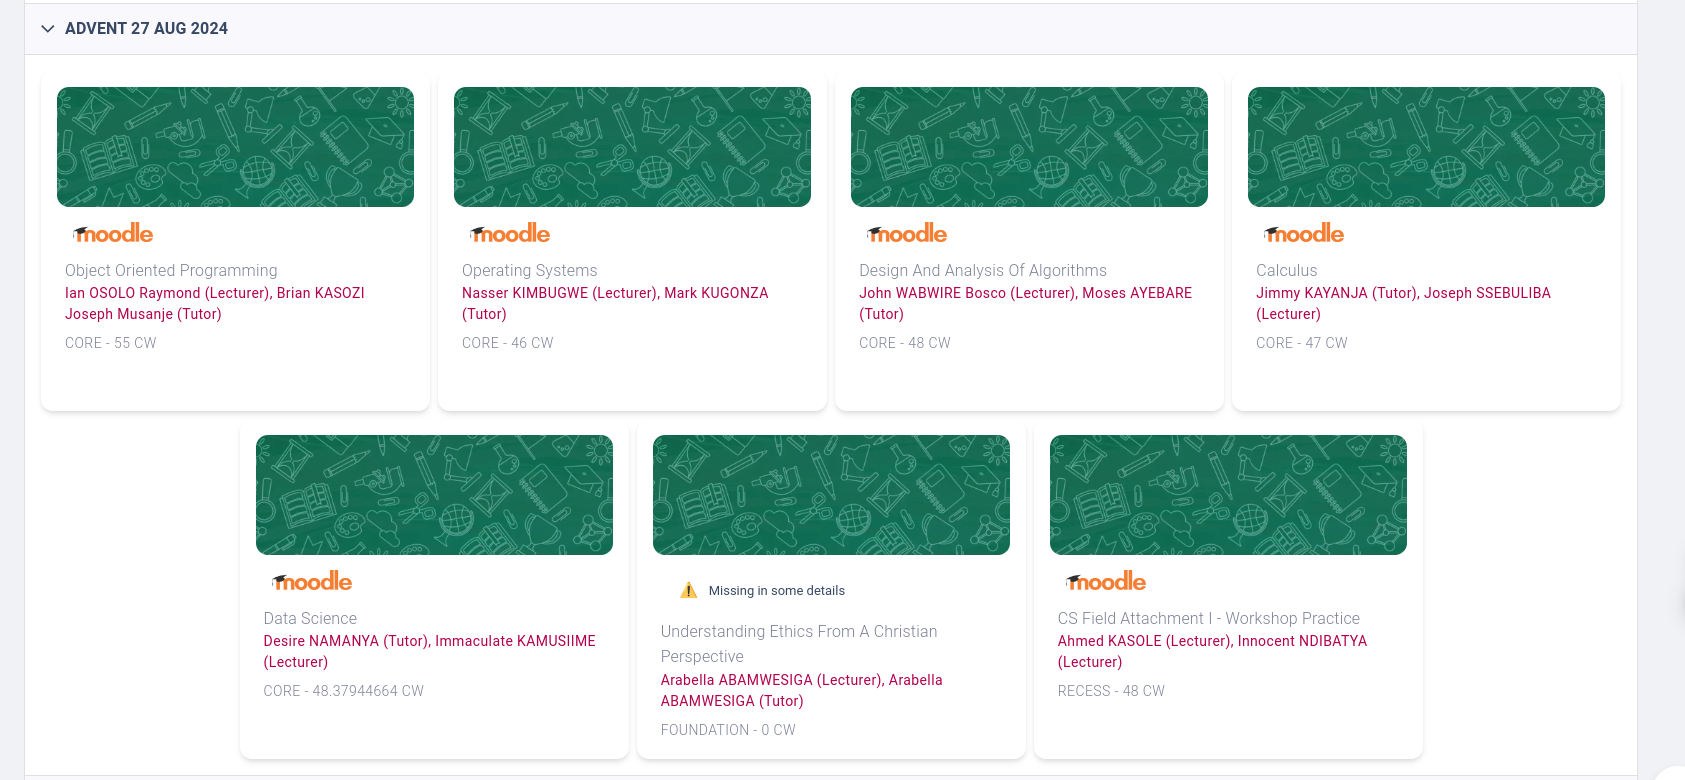 ADVENT 27 AUG 2024
moodle
Object Oriented Programming
Ian OSOLO Raymond (Lecturer), Brian KASOZI
Joseph Musanje (Tutor)
CORE - 55 CW
moodle
Operating Systems
Nasser KIMBUGWE (Lecturer), Mark KUGONZA
(Tutor)
CORE - 46 CW
moodle
Design And Analysis Of Algorithms
John WABWIRE Bosco (Lecturer), Moses AYEBARE
(Tutor)
CORE - 48 CW
moodle
Calculus
Jimmy KAYANJA (Tutor), Joseph SSEBULIBA
(Lecturer)
CORE - 47 CW
moodle
Data Science
Desire NAMANYA (Tutor), Immaculate KAMUSIIME
(Lecturer)
CORE - 48.37944664 CW
Missing in some details
Understanding Ethics From A Christian
Perspective
Arabella ABAMWESIGA (Lecturer), Arabella
ABAMWESIGA (Tutor)
FOUNDATION - 0 CW
moodle
CS Field Attachment I - Workshop Practice
Ahmed KASOLE (Lecturer), Innocent NDIBATYA
(Lecturer)
RECESS - 48 CW